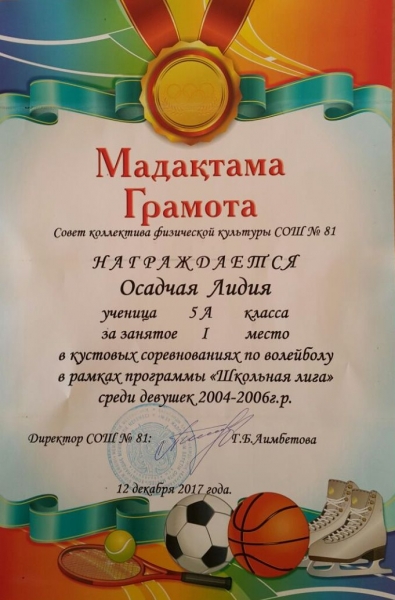 Мадақтама
Грамота
Совет коллектива физической культуры СОШ № 81
НАГРАЖДАЕТСЯ
Осадчая Лидия
ученица 5 А класса
за занятое I место
в кустовых соревнованиях по волейболу
в рамках программы «Школьная лига»
среди девушек 2004-2006г.р.
Директор СОШ № 81: Г.Б.Аимбетова
12 декабря 2017 года.